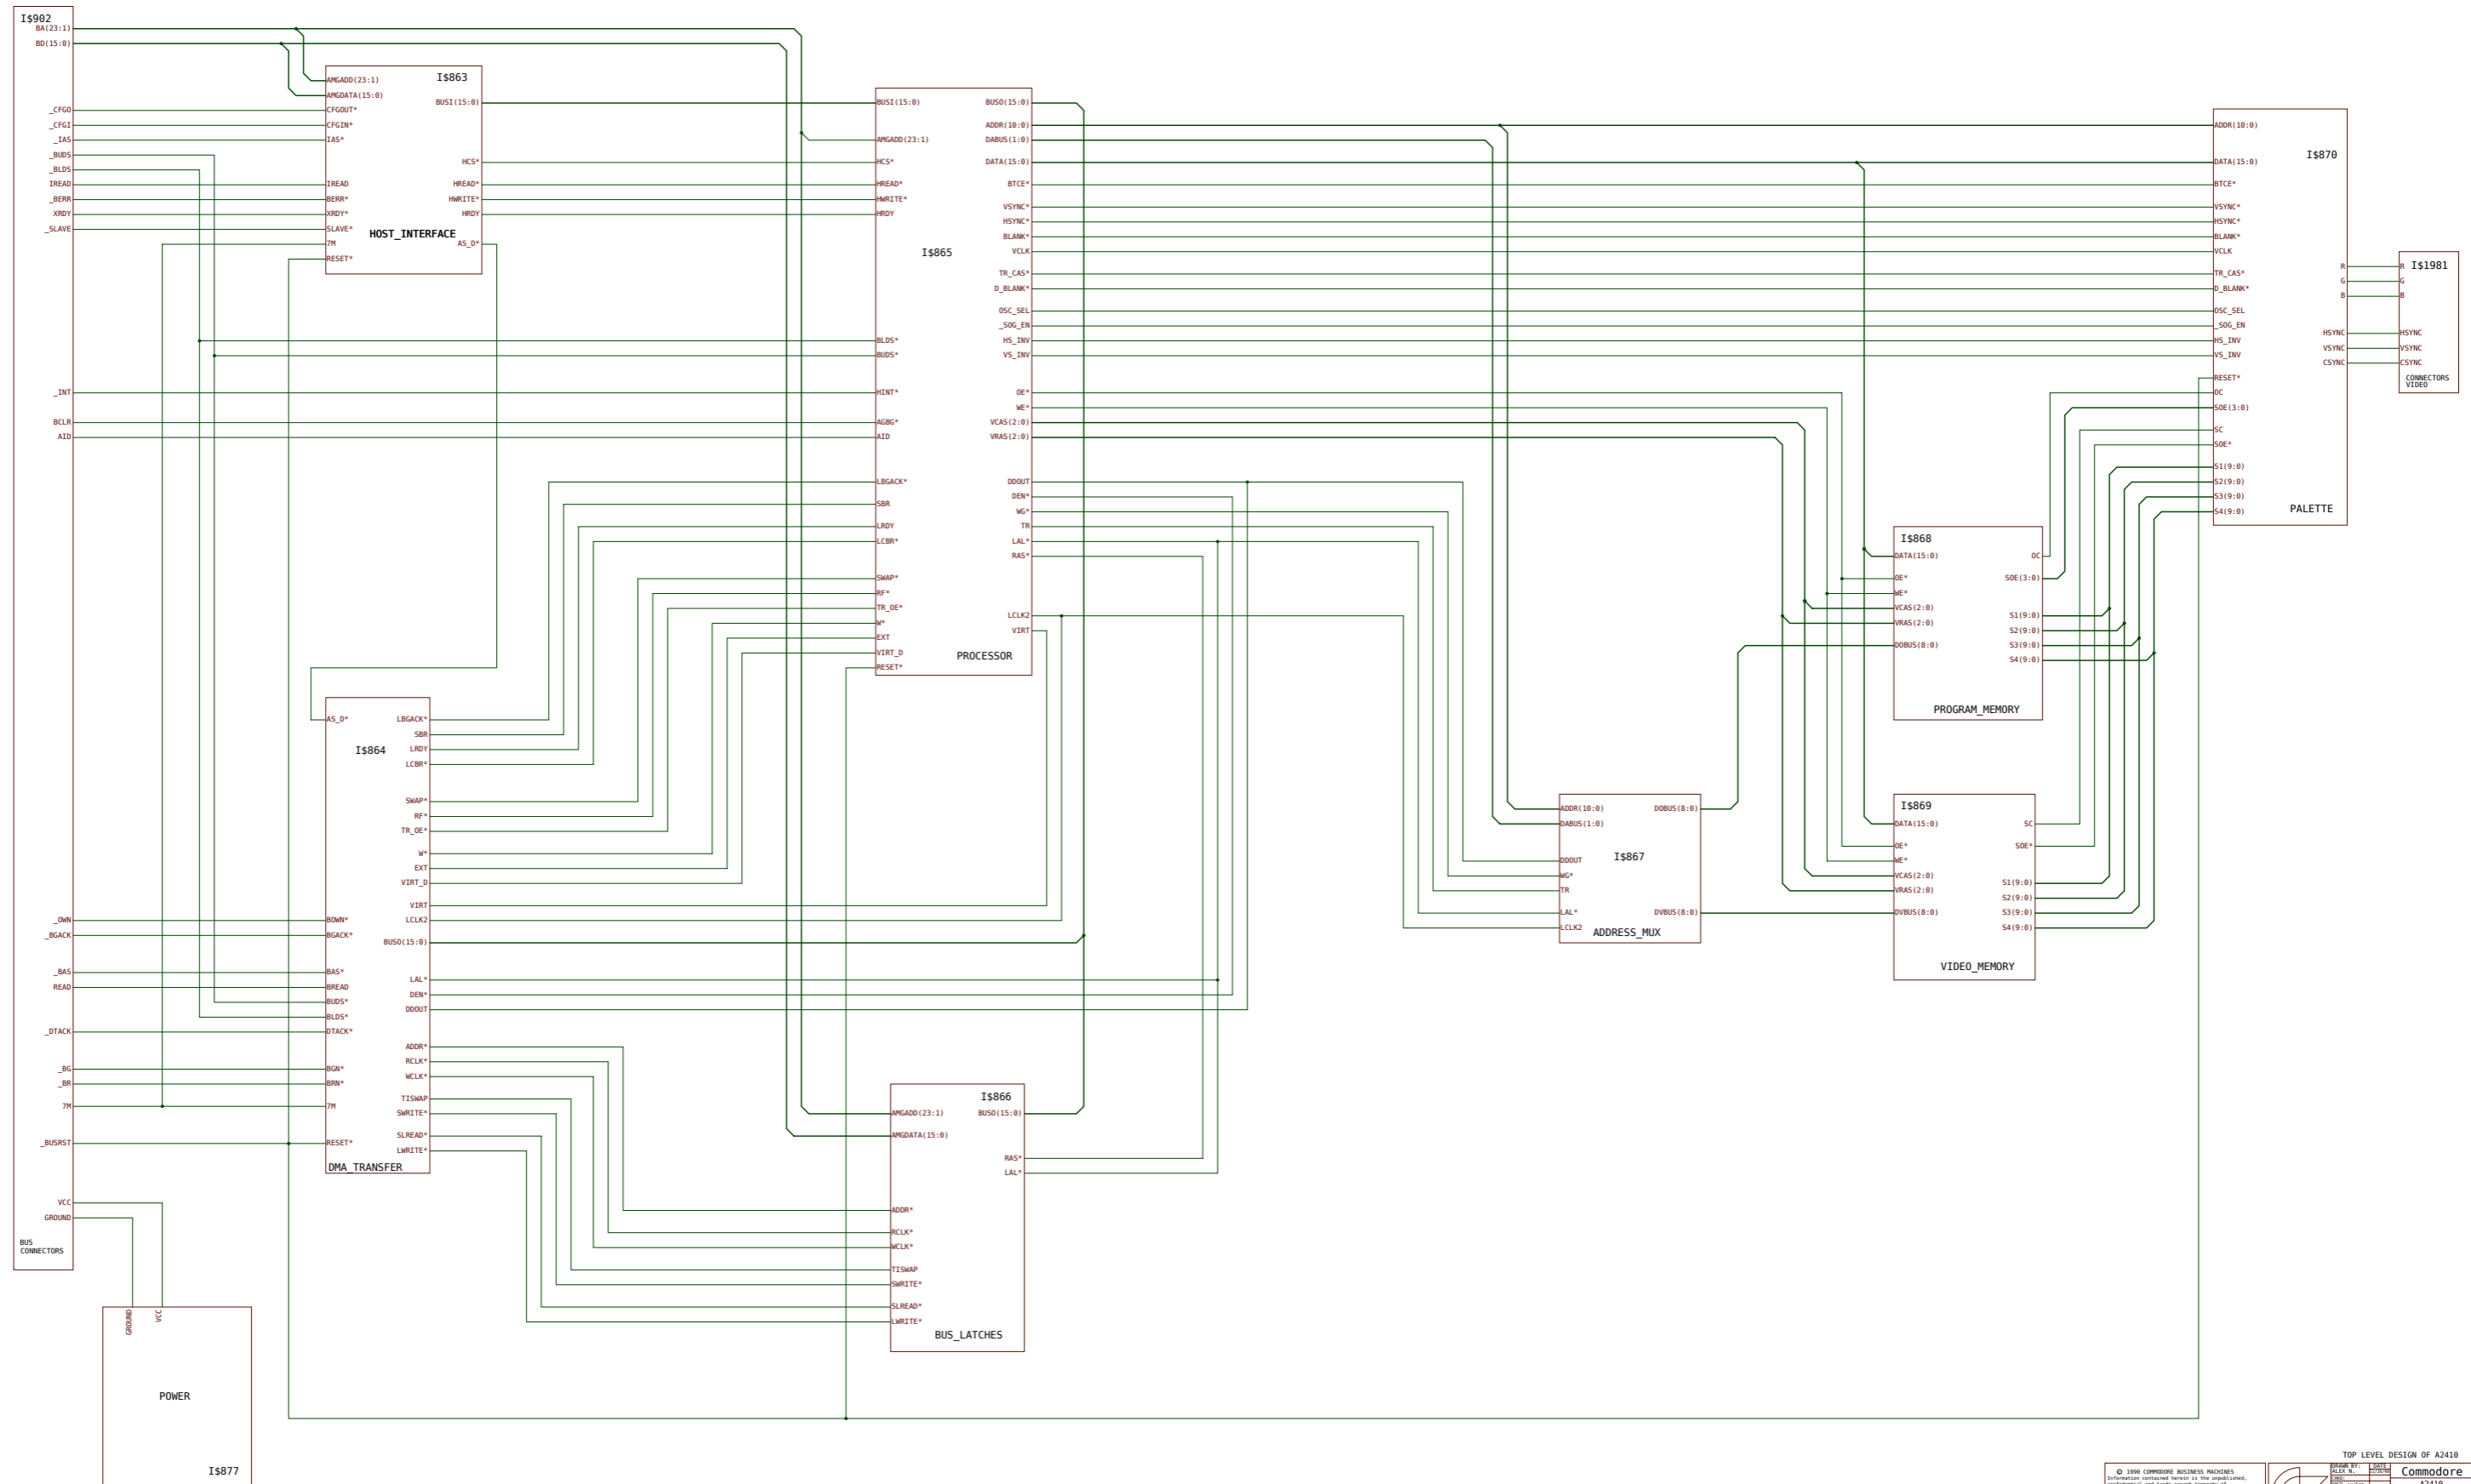 I$902
BA(23:1)
BD(15:0)
_CFGO
_CFGI
_IAS
_BUDS
_BLDS
IREAD
_BERR
XRDY
_SLAVE
_INT
BCLR
AID
_OWN
_BGACK
_BAS
READ
_DTACK
_BG
_BR
7M
_BUSRST
VCC
GROUND
BUS
CONNECTORS
GROUND
VCC
POWER
I$877
I$863
AMGADD(23:1)
AMGDATA(15:0)
CFGOUT*
CFGIN*
IAS*
IREAD
BERR*
XRDY*
SLAVE*
7M
RESET*
BUSI(15:0)
HCS*
HREAD*
HWRITE*
HRDY
AS_D*
HOST_INTERFACE
AS_D*
I$864
BOWN*
BGACK*
BAS*
BREAD
BUDS*
BLDS*
DTACK*
BGN*
BRN*
7M
RESET*
LBGACK*
SBR
LRDY
LCBR*
SWAP*
RF*
TR_OE*
W*
EXT
VIRT_D
VIRT
LCLK2
BUSO(15:0)
LAL*
DEN*
DDOUT
ADDR*
RCLK*
WCLK*
TISWAP
SWRITE*
SLREAD*
LWRITE*
DMA_TRANSFER
BUSI(15:0)
AMGADD(23:1)
HCS*
HREAD*
HWRITE*
HRDY
I$865
BLDS*
BUDS*
HINT*
AGBG*
AID
LBGACK*
SBR
LRDY
LCBR*
SWAP*
RF*
TR_OE*
W*
EXT
VIRT_D
RESET*
BUSO(15:0)
ADDR(10:0)
DABUS(1:0)
DATA(15:0)
BTCE*
VSYNC*
HSYNC*
BLANK*
VCLK
TR_CAS*
D_BLANK*
OSC_SEL
_SOG_EN
HS_INV
VS_INV
OE*
WE*
VCAS(2:0)
VRAS(2:0)
DDOUT
DEN*
WG*
TR
LAL*
RAS*
LCLK2
VIRT
PROCESSOR
I$866
AMGADD(23:1)
AMGDATA(15:0)
BUSO(15:0)
RAS*
LAL*
ADDR*
RCLK*
WCLK*
TISWAP
SWRITE*
SLREAD*
LWRITE*
BUS_LATCHES
ADDR(10:0)
DABUS(1:0)
I$867
DDOUT
WG*
TR
LAL*
LCLK2
DOBUS(8:0)
DVBUS(8:0)
ADDRESS_MUX
I$868
DATA(15:0)
OE*
WE*
VCAS(2:0)
VRAS(2:0)
DOBUS(8:0)
OC
SOE(3:0)
S1(9:0)
S2(9:0)
S3(9:0)
S4(9:0)
PROGRAM_MEMORY
I$869
DATA(15:0)
OE*
WE*
VCAS(2:0)
VRAS(2:0)
DVBUS(8:0)
SC
SOE*
S1(9:0)
S2(9:0)
S3(9:0)
S4(9:0)
VIDEO_MEMORY
ADDR(10:0)
I$870
DATA(15:0)
BTCE*
VSYNC*
HSYNC*
BLANK*
VCLK
TR_CAS*
D_BLANK*
OSC_SEL
_SOG_EN
HS_INV
VS_INV
RESET*
OC
SOE(3:0)
SC
SOE*
S1(9:0)
S2(9:0)
S3(9:0)
S4(9:0)
R
G
B
HSYNC
VSYNC
CSYNC
PALETTE
I$1981
R
G
B
HSYNC
VSYNC
CSYNC
CONNECTORS
VIDEO
TOP LEVEL DESIGN OF A2410
© 1990 COMMODORE BUSINESS MACHINES
Information contained herein is the unpublished,
DRAWN BY: DATE
ALEX N.
Commodore